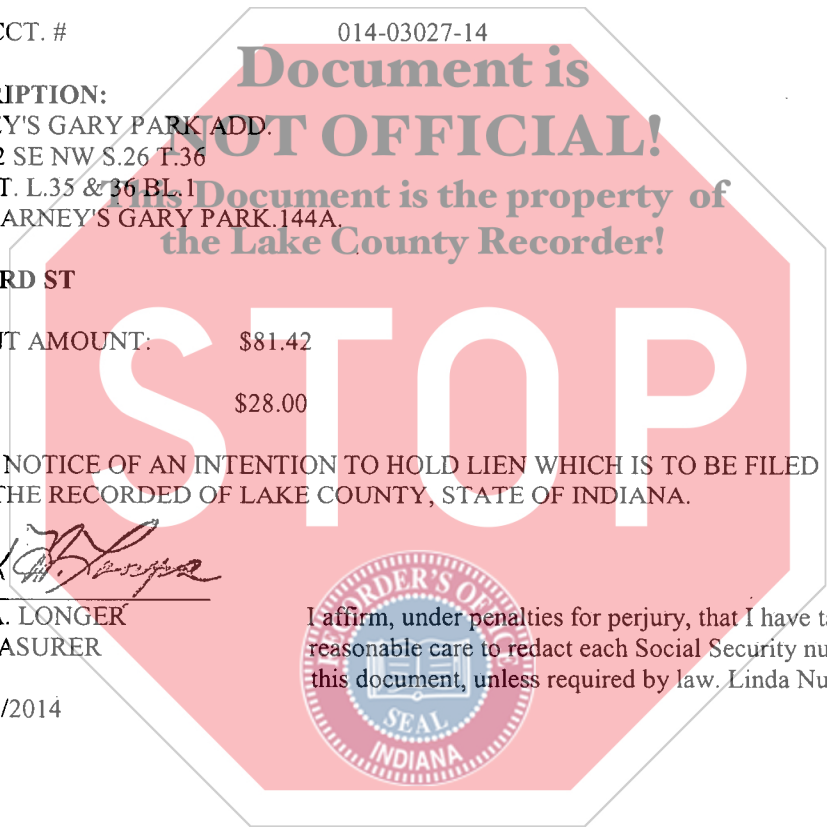 CCT. # 014-03027-14
Document is
NOT OFFICIAL!
RIPTION:
EY'S GARY PARK ADD.
2 SE NW S.26 T.36
T. L.35 & 36 BL.1
This Document is the property of
ARNEY'S GARY PARK.144A.
the Lake County Recorder!
RD ST
STOP
UT AMOUNT: $81.42
$28.00
NOTICE OF AN INTENTION TO HOLD LIEN WHICH IS TO BE FILED
THE RECORDED OF LAKE COUNTY, STATE OF INDIANA.
A. LONGER
ASURER
I affirm, under penalties for perjury, that I have ta
reasonable care to redact each Social Security nu
this document, unless required by law. Linda Nu
/2014
RECORDER'S OFFICE
SEAL
INDIANA